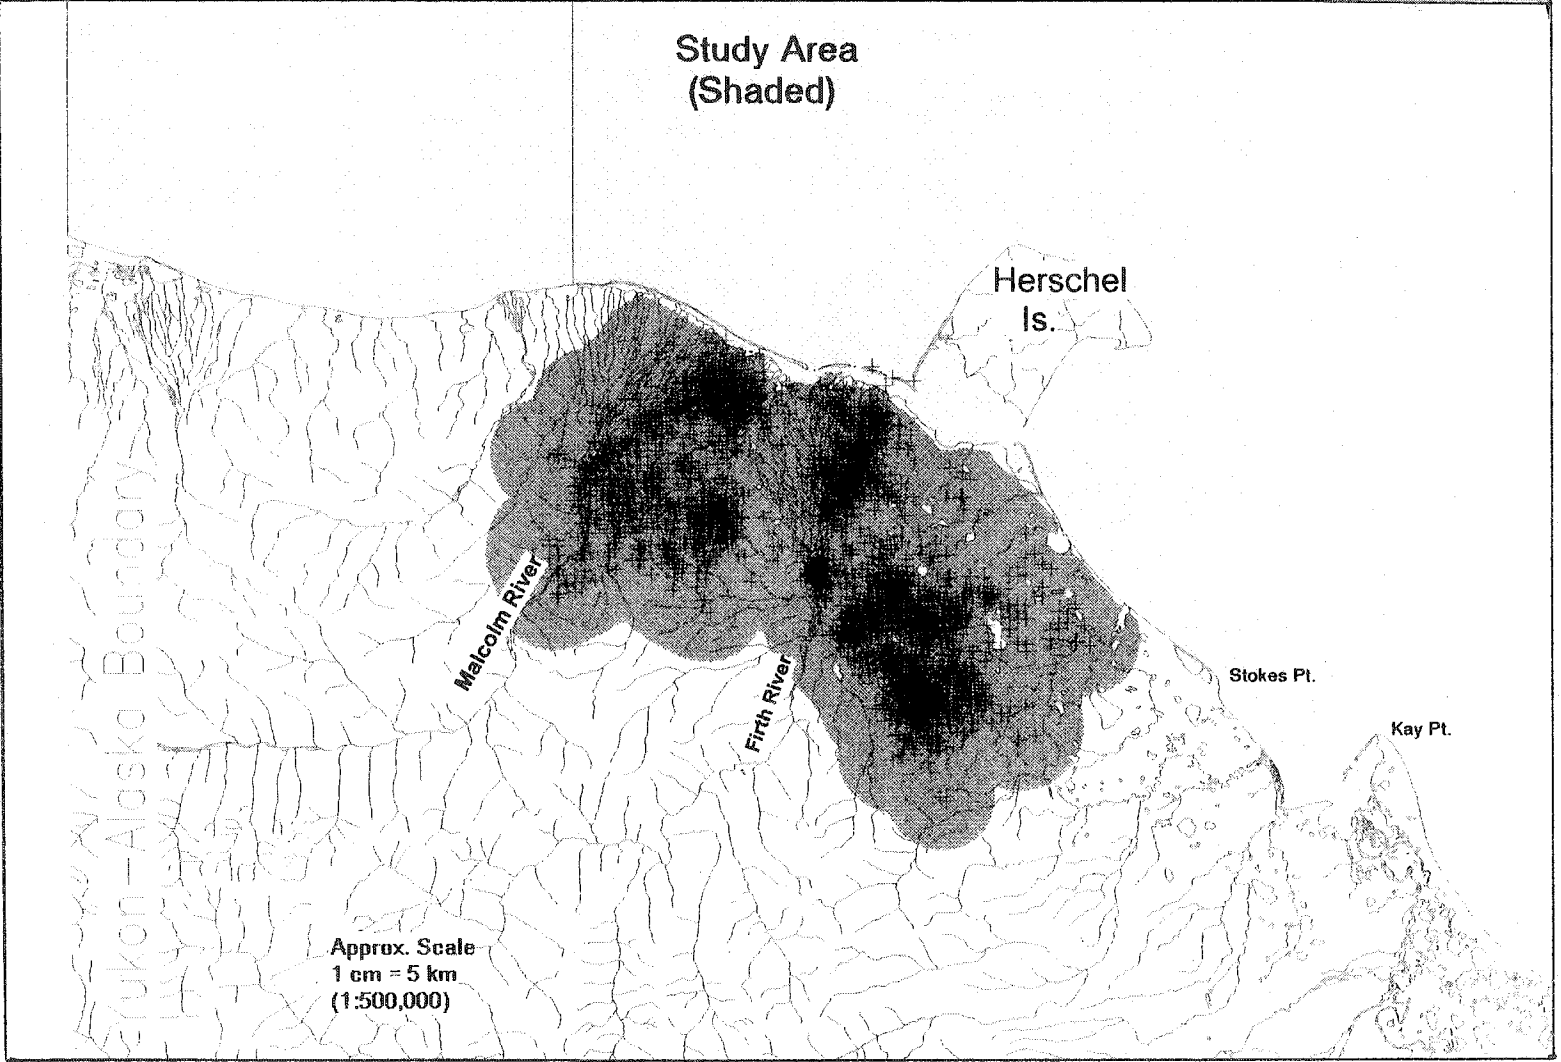 Study Area
(Shaded)
Herschel
Is.
Malcolm River
Firth River
Stokes Pt.
Kay Pt.
Yukon-Alaska Boundary
Approx. Scale
1 cm = 5 km
(1:500,000)